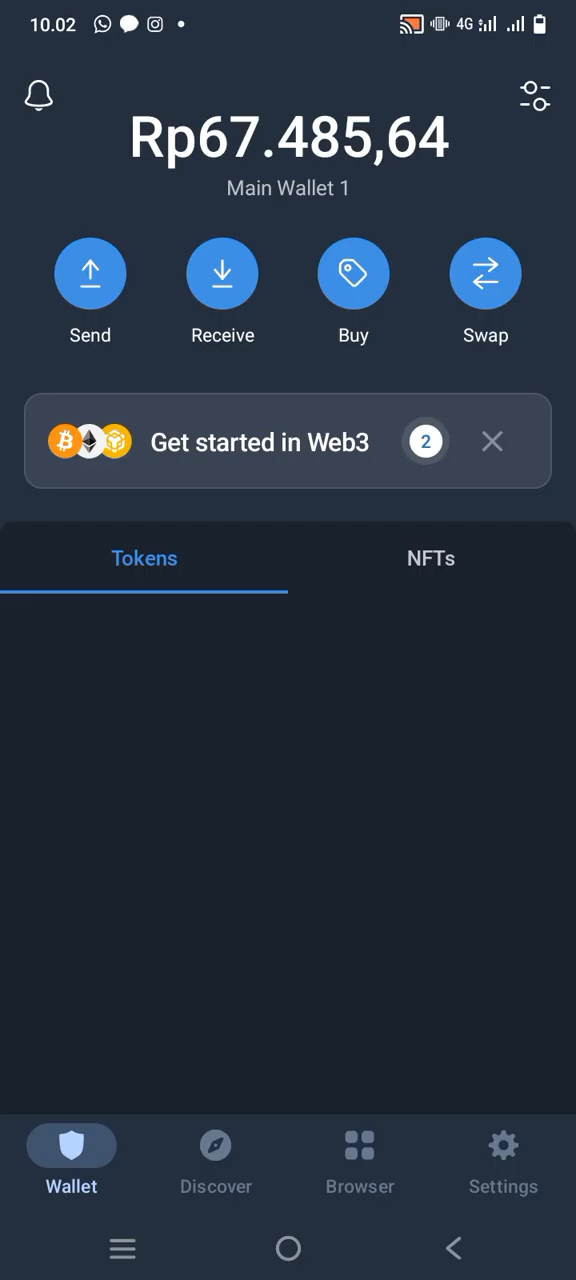 10.02
4G
Rp67.485,64
Main Wallet 1
Send
Receive
Buy
Swap
Get started in Web3
2
Tokens
NFTs
Wallet
Discover
Browser
Settings